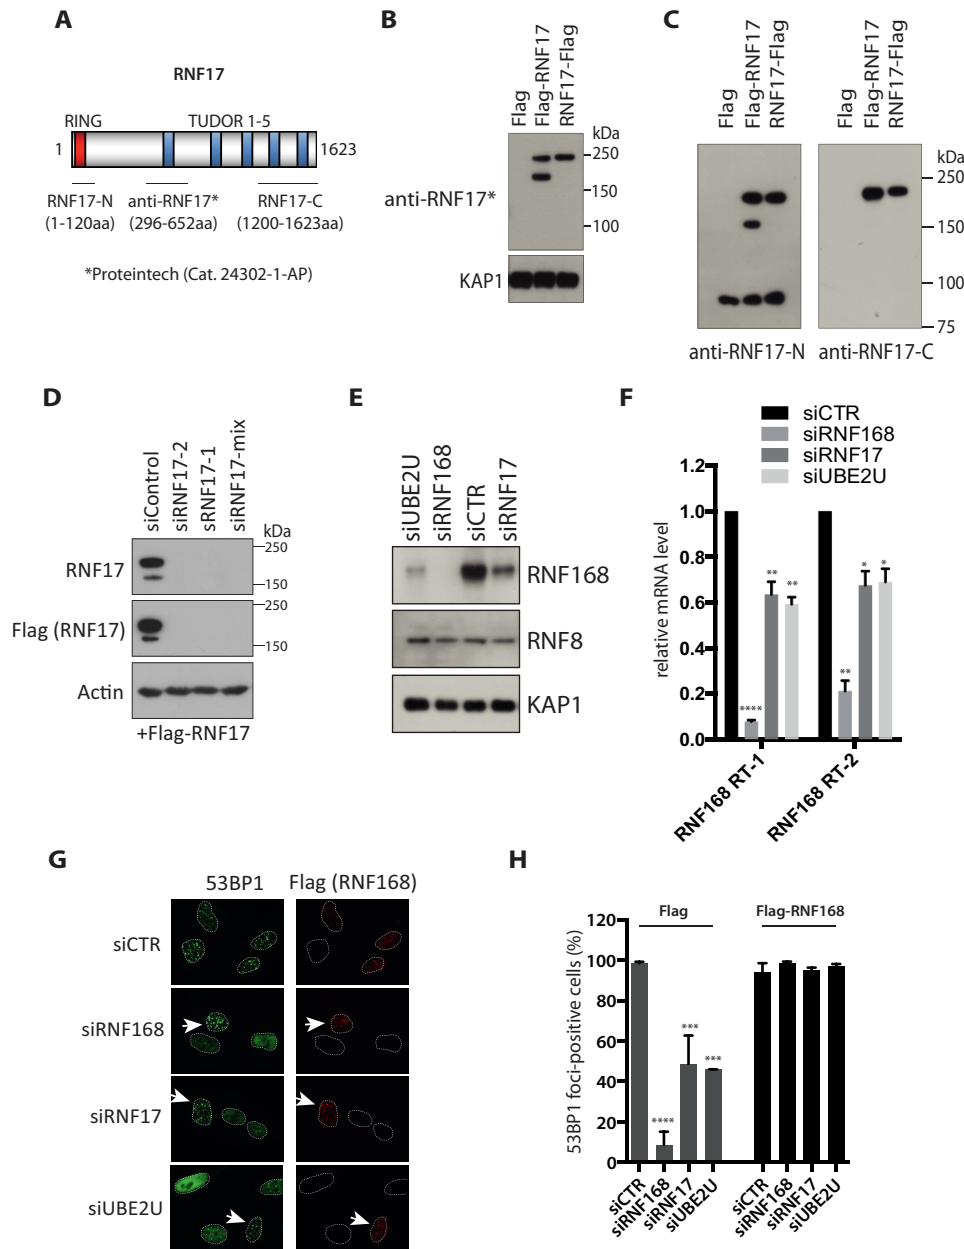 A
RNF17
RING TUDOR 1-5
1 1623
RNF17-N anti-RNF17* RNF17-C
(1-120aa) (296-652aa) (1200-1623aa)
*Proteintech (Cat. 24302-1-AP)
B
Flag
Flag-RNF17
RNF17-Flag
kDa
250
150
100
anti-RNF17*
KAP1
C
Flag
Flag-RNF17
RNF17-Flag
Flag
Flag-RNF17
RNF17-Flag
kDa
250
150
100
75
anti-RNF17-N anti-RNF17-C
D
siControl
siRNF17-2
sRNF17-1
siRNF17-mix
kDa
250
150
RNF17
250
150
Flag (RNF17)
Actin
+Flag-RNF17
E
siUBE2U
siRNF168
siCTR
siRNF17
RNF168
RNF8
KAP1
F
siCTR
siRNF168
siRNF17
siUBE2U
relative mRNA level
1.2
1.0
0.8
0.6
0.4
0.2
0.0
****
**
**
**
*
*
RNF168 RT-1
RNF168 RT-2
G
53BP1 Flag (RNF168)
siCTR
siRNF168
siRNF17
siUBE2U
H
Flag Flag-RNF168
53BP1 foci-positive cells (%)
120
100
80
60
40
20
0
****
***
***
siCTR
siRNF168
siRNF17
siUBE2U
siCTR
siRNF168
siRNF17
siUBE2U